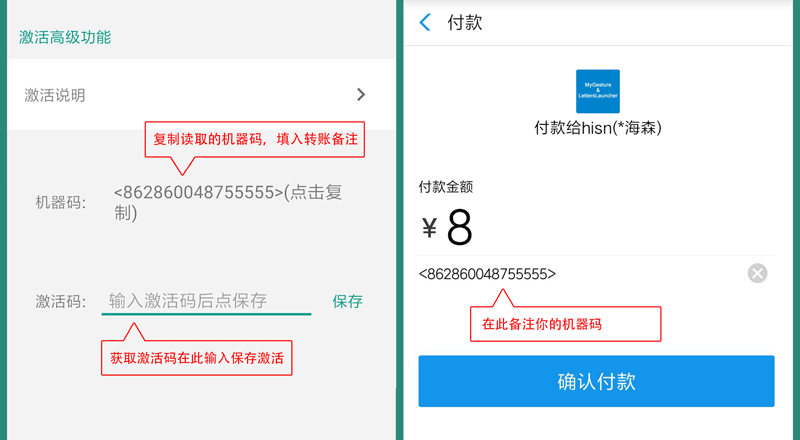 激活高级功能
激活说明
复制读取的机器码，填入转账备注
机器码：
<862860048755555>(点击复
制)
激活码：
输入激活码后点保存
保存
获取激活码在此输入保存激活
付款
MyGesture
&
LettersLauncher
付款给hisn(*海森)
付款金额
¥ 8
<862860048755555>
在此备注你的机器码
确认付款